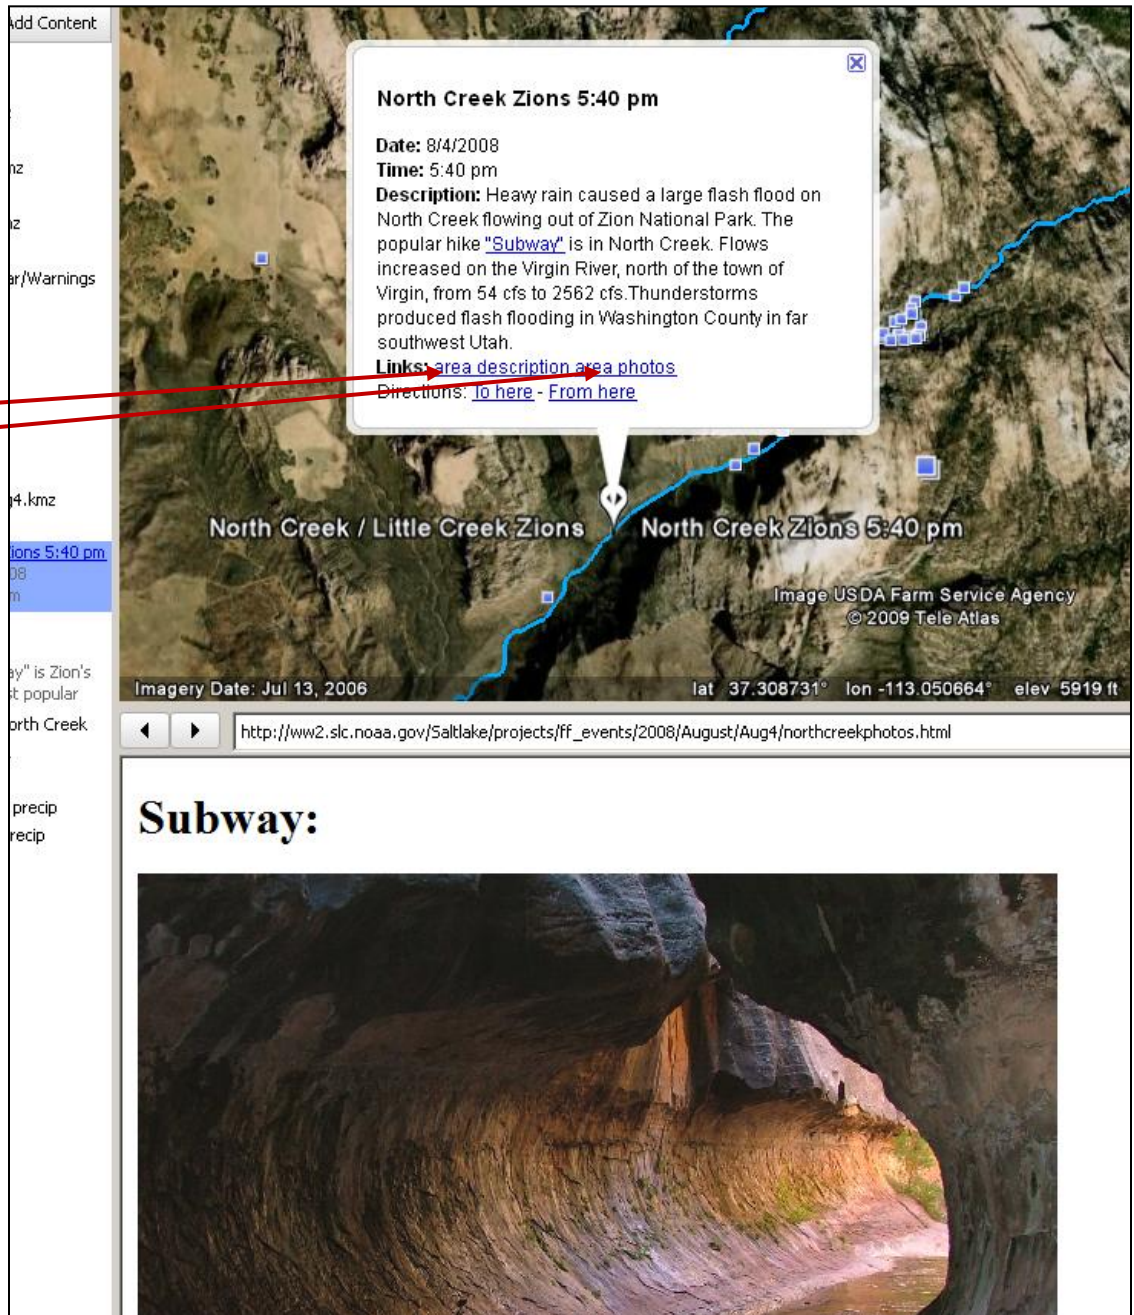 Add Content
nz
nz
ar/Warnings
g4.kmz
ions 5:40 pm
08
m
ay" is Zion's
st popular
orth Creek
precip
recip
North Creek Zions 5:40 pm
Date: 8/4/2008
Time: 5:40 pm
Description: Heavy rain caused a large flash flood on
North Creek flowing out of Zion National Park. The
popular hike "Subway" is in North Creek. Flows
increased on the Virgin River, north of the town of
Virgin, from 54 cfs to 2562 cfs.Thunderstorms
produced flash flooding in Washington County in far
southwest Utah.
Links: area description area photos
Directions: To here - From here
North Creek / Little Creek Zions
North Creek Zions 5:40 pm
Image USDA Farm Service Agency
© 2009 Tele Atlas
Imagery Date: Jul 13, 2006
lat 37.308731° lon -113.050664° elev 5919 ft
http://ww2.slc.noaa.gov/Saltlake/projects/ff_events/2008/August/Aug4/northcreekphotos.html
Subway: